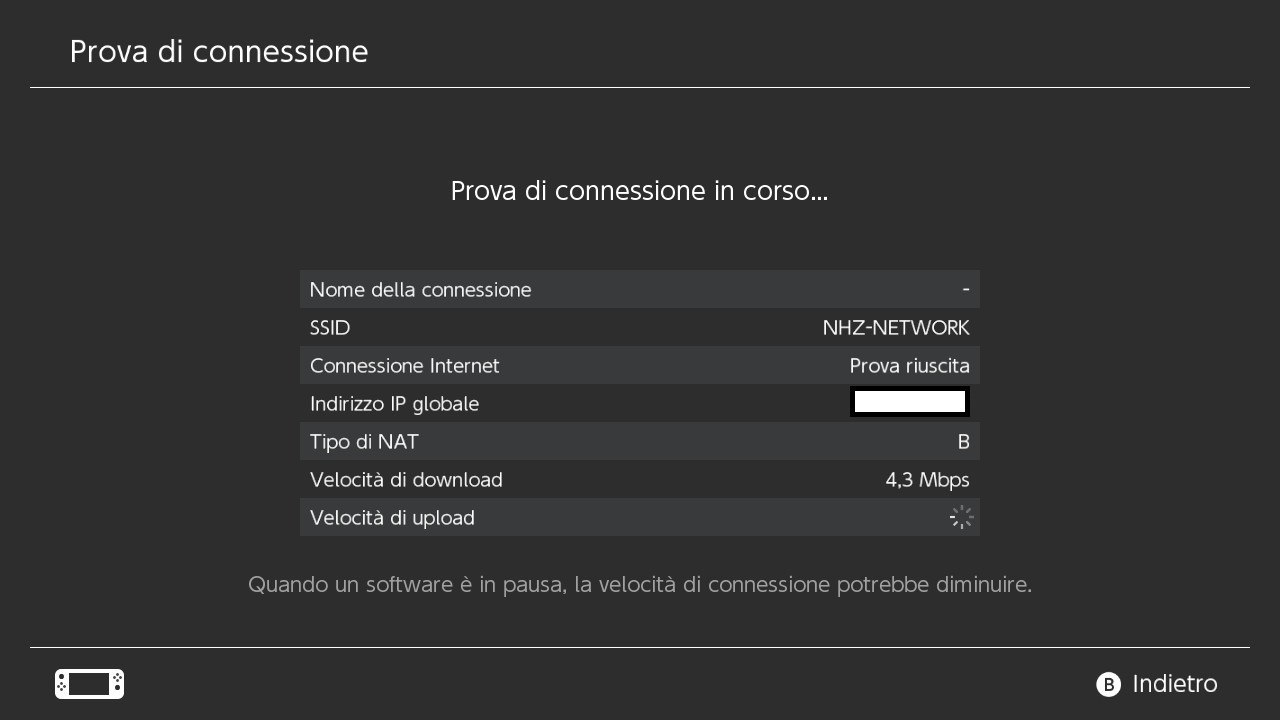 Prova di connessione
Prova di connessione in corso...
Nome della connessione -
SSID NHZ-NETWORK
Connessione Internet Prova riuscita
Indirizzo IP globale
Tipo di NAT B
Velocità di download 4,3 Mbps
Velocità di upload
Quando un software è in pausa, la velocità di connessione potrebbe diminuire.
B Indietro